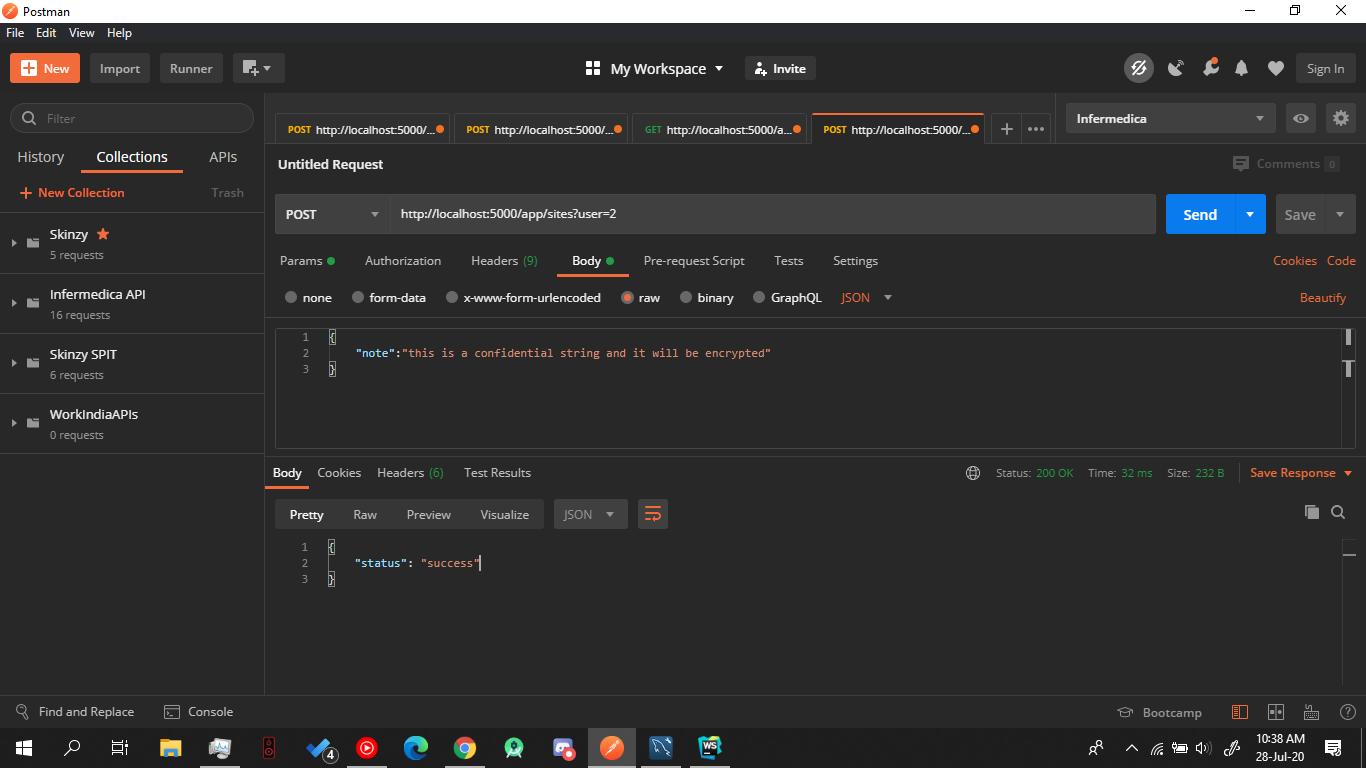 Postman
File Edit View Help
New Import Runner My Workspace Invite Sign In
Filter
History Collections APIs
New Collection Trash
Skinzy
5 requests
Infermedica API
16 requests
Skinzy SPIT
6 requests
WorkIndiaAPIs
0 requests
POST http://localhost:5000/... POST http://localhost:5000/... GET http://localhost:5000/a... POST http://localhost:5000/... Infermedica
Untitled Request Comments 0
POST http://localhost:5000/app/sites?user=2 Send Save
Params Authorization Headers (9) Body Pre-request Script Tests Settings Cookies Code
none form-data x-www-form-urlencoded raw binary GraphQL JSON Beautify
1 {
2 "note":"this is a confidential string and it will be encrypted"
3 }
Body Cookies Headers (6) Test Results Status: 200 OK Time: 32 ms Size: 232 B Save Response
Pretty Raw Preview Visualize JSON
1 {
2 "status": "success"
3 }
Find and Replace Console Bootcamp
4 WS 10:38 AM
28-Jul-20